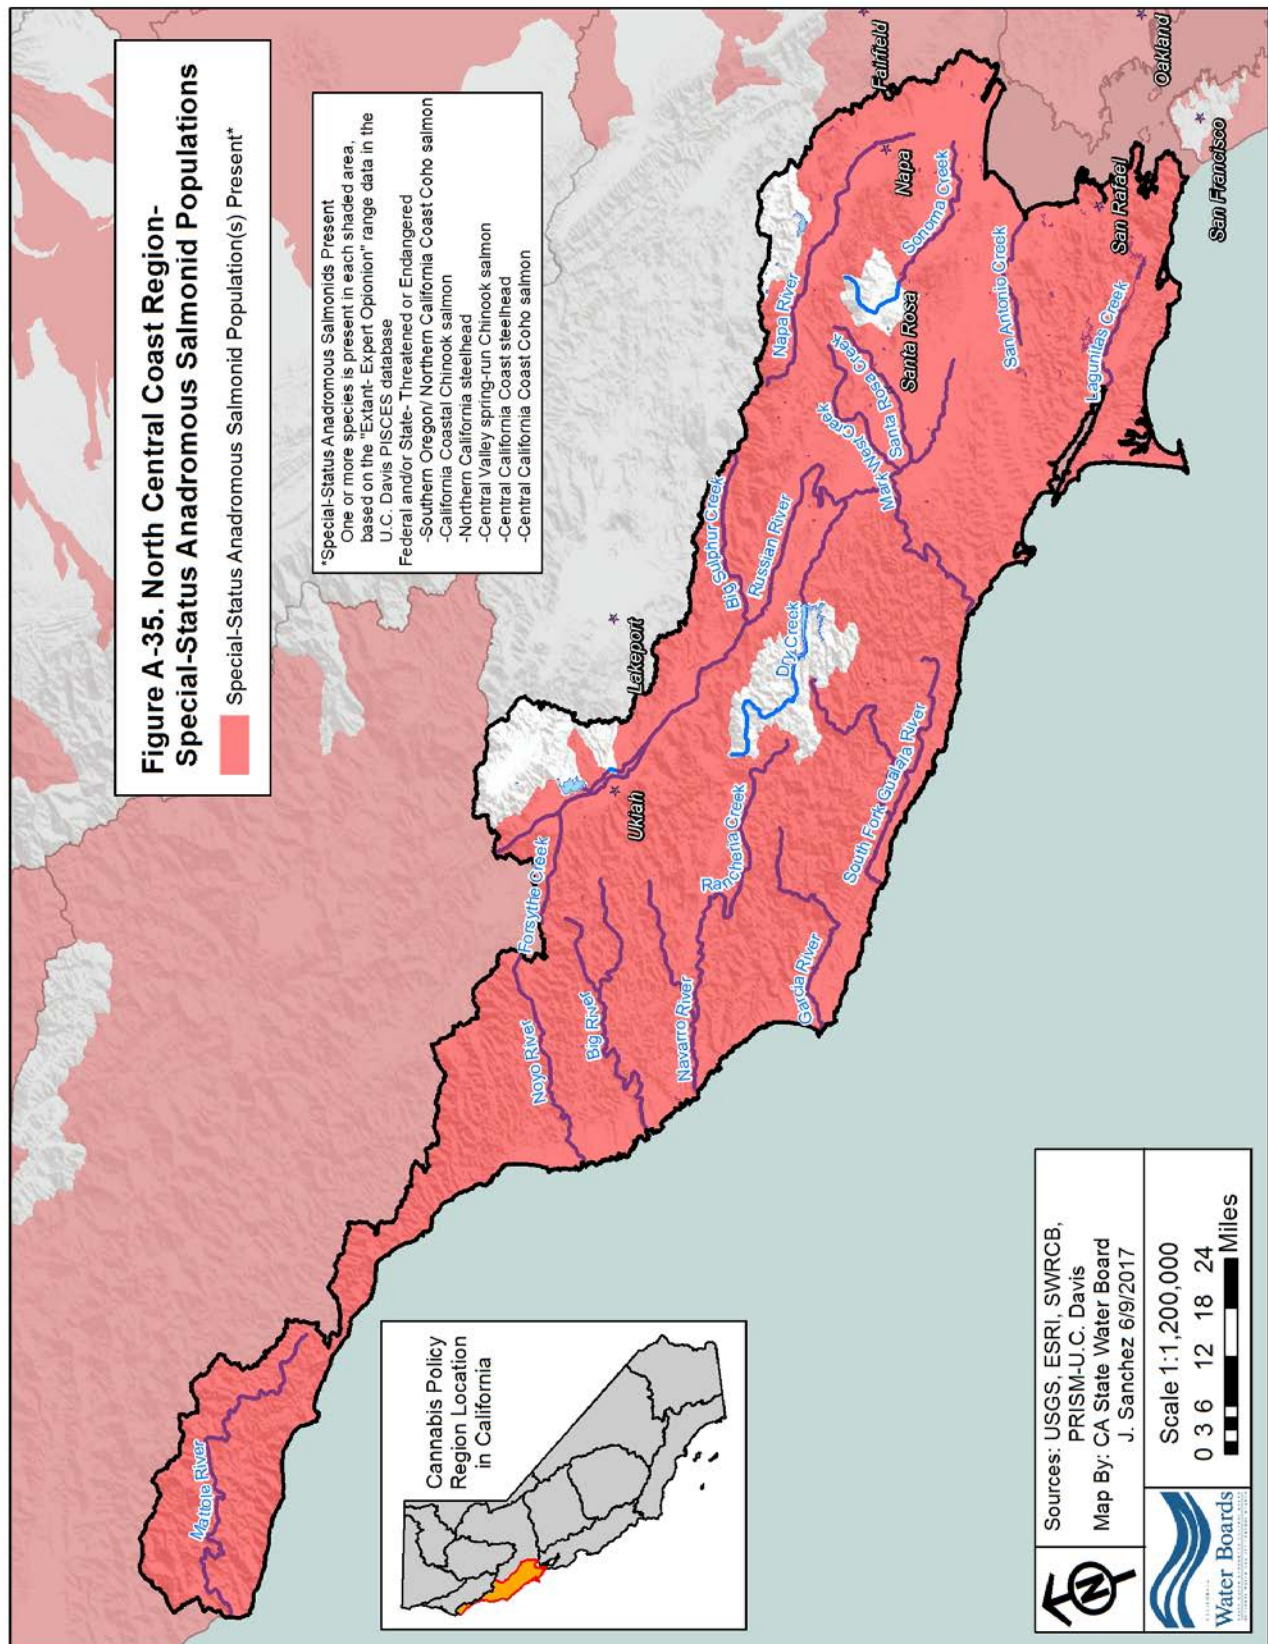 Figure A-35. North Central Coast Region-
Special-Status Anadromous Salmonid Populations
Special-Status Anadromous Salmonid Population(s) Present*
*Special-Status Anadromous Salmonids Present
One or more species is present in each shaded area,
based on the "Extant- Expert Opionion" range data in the
U.C. Davis PISCES database
Federal and/or State- Threatened or Endangered
-Southern Oregon/ Northern California Coast Coho salmon
-California Coastal Chinook salmon
-Northern California steelhead
-Central Valley spring-run Chinook salmon
-Central California Coast steelhead
-Central California Coast Coho salmon
Mattole River
Noyo River
Forsythe Creek
Big River
Ukiah
Lakeport
Navarro River
Rancheria Creek
Garcia River
South Fork Gualala River
Dry Creek
Big Sulphur Creek
Russian River
Mark West Creek
Santa Rosa Creek
Santa Rosa
Napa River
Napa
Sonoma Creek
Fairfield
San Antonio Creek
Lagunitas Creek
San Rafael
San Francisco
Oakland
Cannabis Policy
Region Location
in California
N
Sources: USGS, ESRI, SWRCB,
PRISM-U.C. Davis
Map By: CA State Water Board
J. Sanchez 6/9/2017
Scale 1:1,200,000
0 3 6 12 18 24
Miles
CALIFORNIA
Water Boards